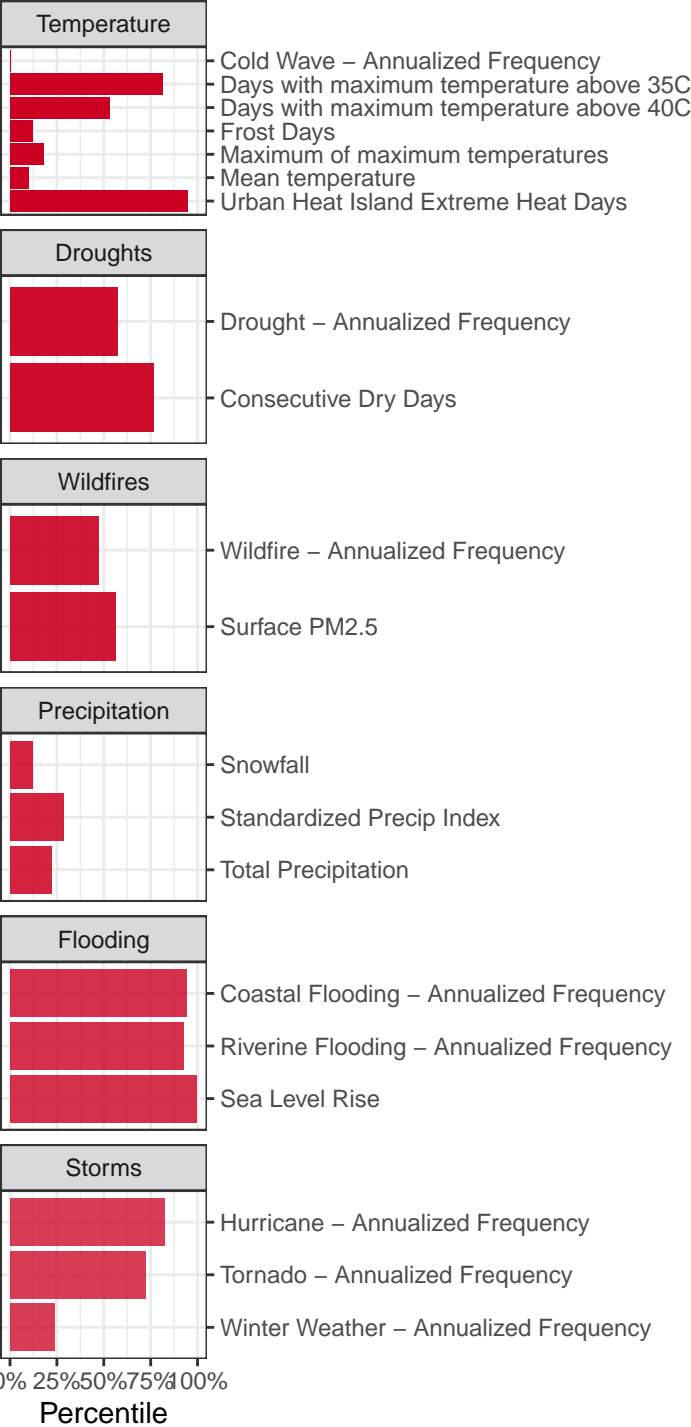 Temperature
Cold Wave – Annualized Frequency
Days with maximum temperature above 35C
Days with maximum temperature above 40C
Frost Days
Maximum of maximum temperatures
Mean temperature
Urban Heat Island Extreme Heat Days
Droughts
Drought – Annualized Frequency
Consecutive Dry Days
Wildfires
Wildfire – Annualized Frequency
Surface PM2.5
Precipitation
Snowfall
Standardized Precip Index
Total Precipitation
Flooding
Coastal Flooding – Annualized Frequency
Riverine Flooding – Annualized Frequency
Sea Level Rise
Storms
Hurricane – Annualized Frequency
Tornado – Annualized Frequency
Winter Weather – Annualized Frequency
0% 25% 50% 75% 100%
Percentile